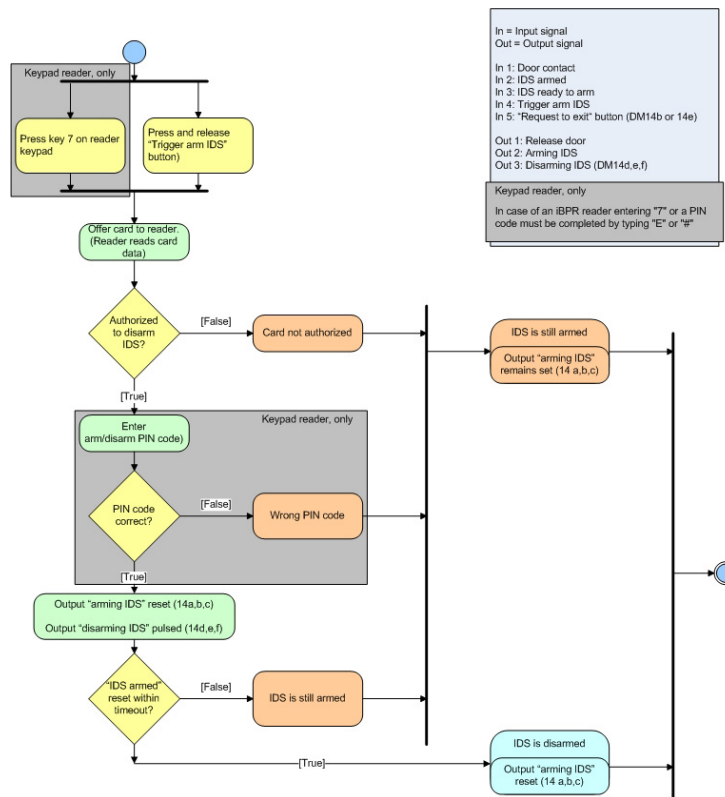 Keypad reader, only
Press key 7 on reader
keypad
Press and release
“Trigger arm IDS”
button)
In = Input signal
Out = Output signal
In 1: Door contact
In 2: IDS armed
In 3: IDS ready to arm
In 4: Trigger arm IDS
In 5: “Request to exit” button (DM14b or 14e)
Out 1: Release door
Out 2: Arming IDS
Out 3: Disarming IDS (DM14d,e,f)
Keypad reader, only
In case of an iBPR reader entering "7" or a PIN
code must be completed by typing "E" or "#"
Offer card to reader.
(Reader reads card
data)
Authorized
to disarm
IDS?
[False]
Card not authorized
IDS is still armed
Output “arming IDS”
remains set (14 a,b,c)
[True]
Keypad reader, only
Enter
arm/disarm PIN code)
PIN code
correct?
[False]
Wrong PIN code
[True]
Output “arming IDS” reset (14a,b,c)
Output “disarming IDS” pulsed (14d,e,f)
“IDS armed”
reset within
timeout?
[False]
IDS is still armed
[True]
IDS is disarmed
Output “arming IDS”
reset (14 a,b,c)